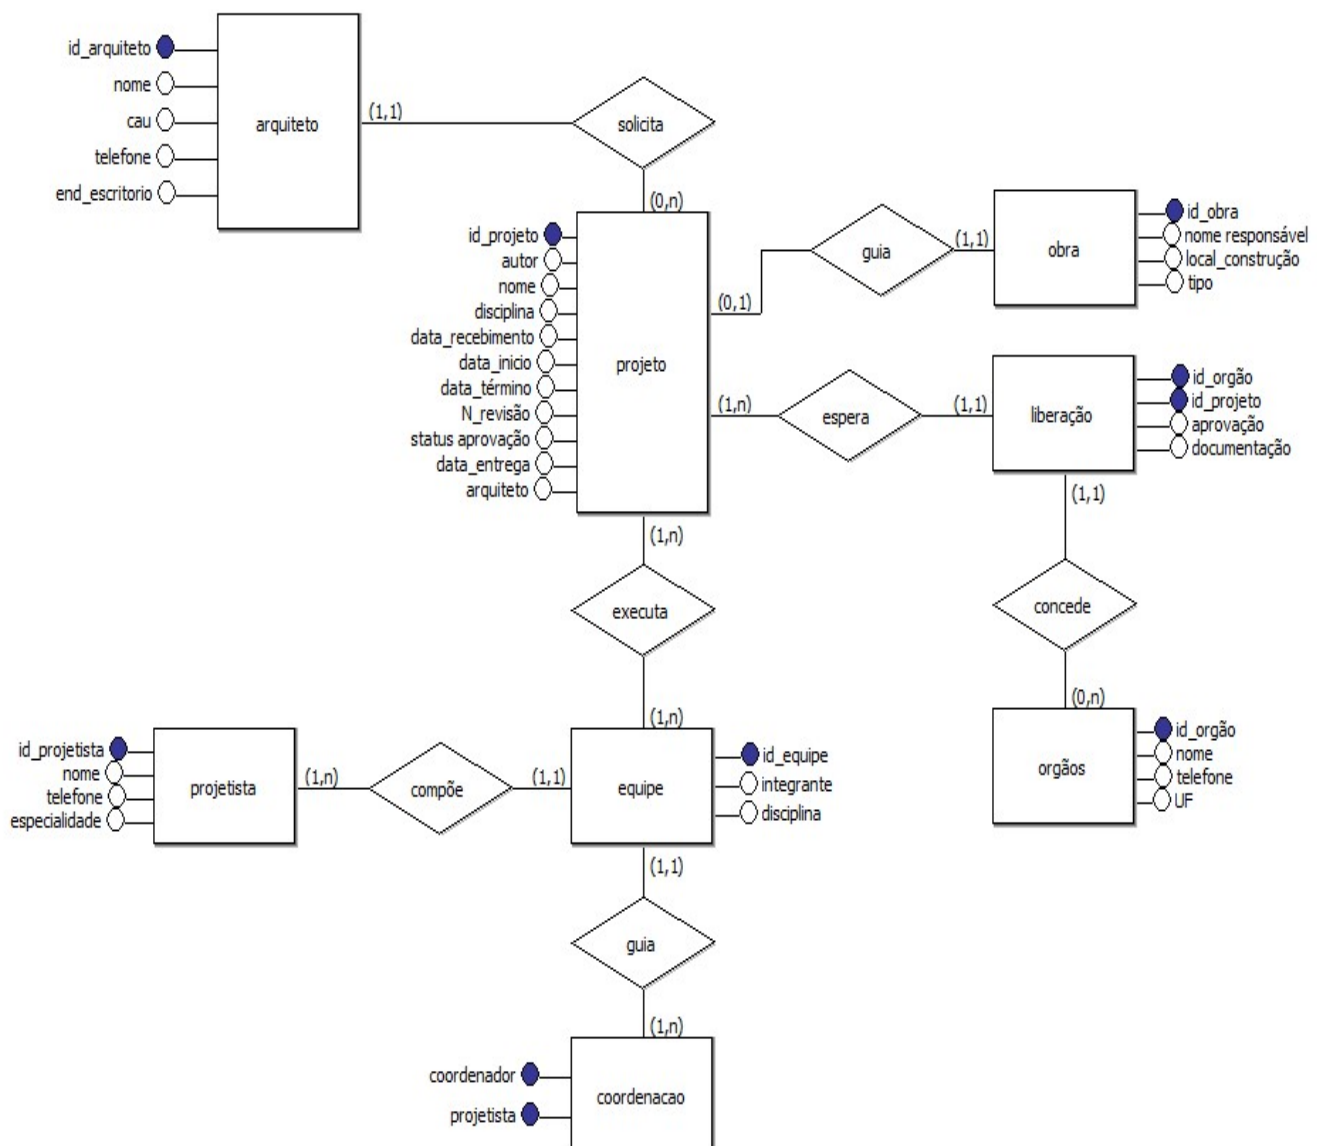 id_arquiteto
nome
cau
telefone
end_escritorio
arquiteto
(1,1)
solicita
(0,n)
id_projeto
autor
nome
disciplina
data_recebimento
data_inicio
data_término
N_revisão
status aprovação
data_entrega
arquiteto
projeto
(0,1)
guia
(1,1)
obra
id_obra
nome responsável
local_construção
tipo
(1,n)
espera
(1,1)
liberação
id_orgão
id_projeto
aprovação
documentação
(1,1)
concede
(0,n)
orgãos
id_orgão
nome
telefone
UF
(1,n)
executa
(1,n)
id_projetista
nome
telefone
especialidade
projetista
(1,n)
compõe
(1,1)
equipe
id_equipe
integrante
disciplina
(1,1)
guia
(1,n)
coordenador
projetista
coordenacao